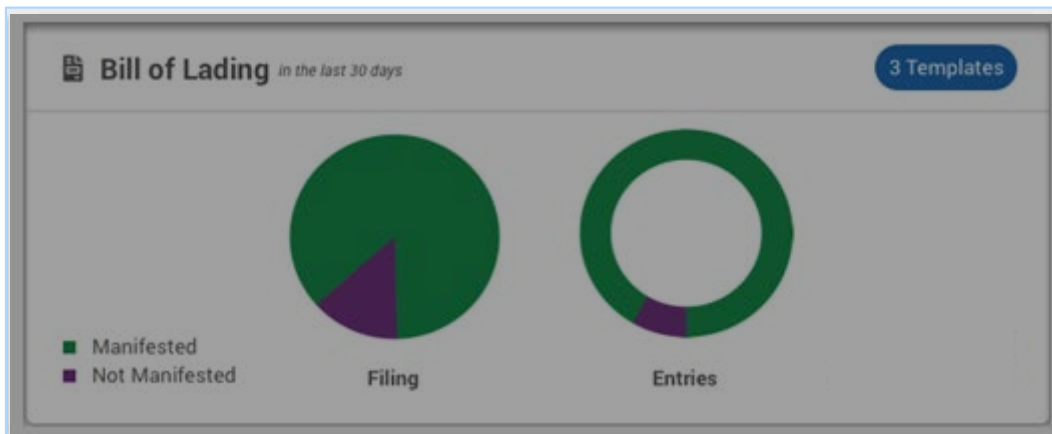 Bill of Lading in the last 30 days
3 Templates
Manifested
Not Manifested
Filing
Entries